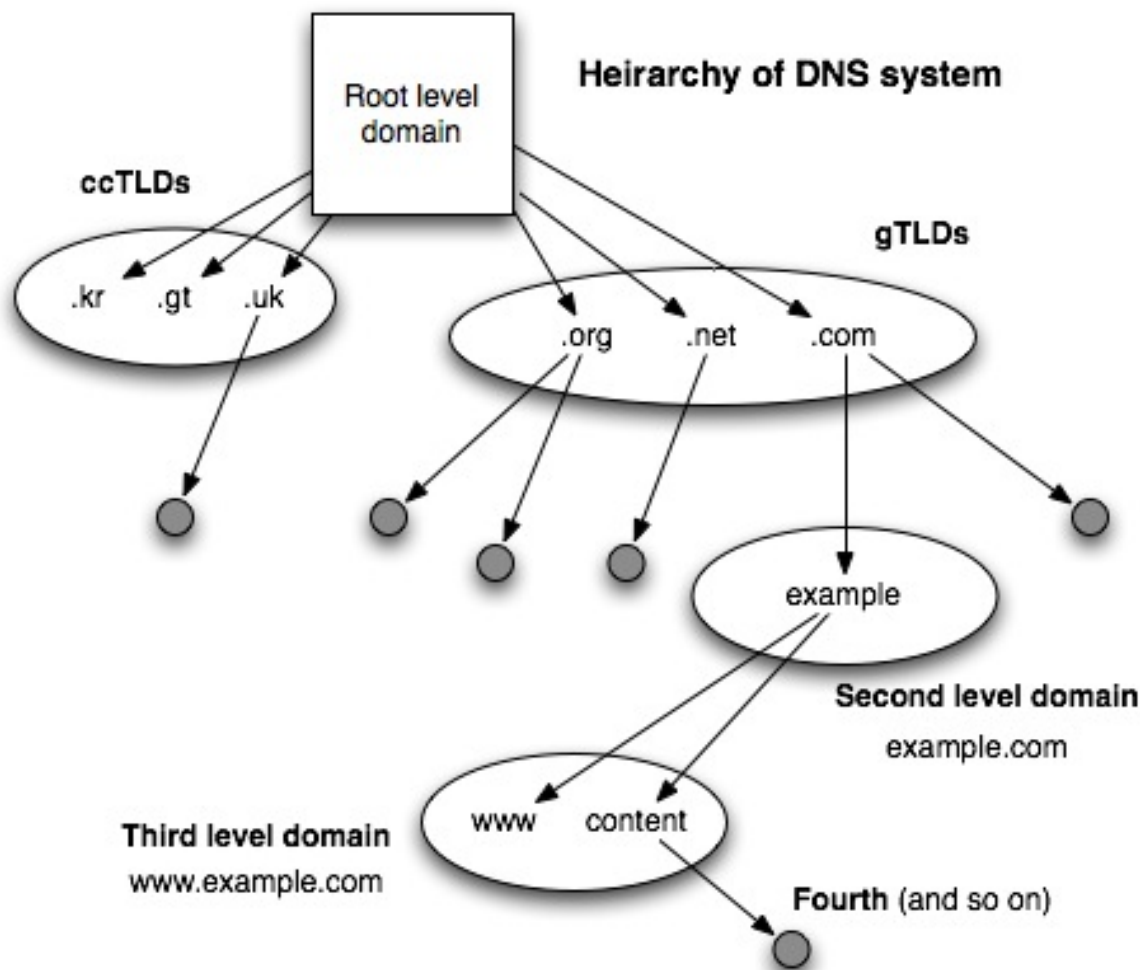 Heirarchy of DNS system
Root level
domain
ccTLDs
gTLDs
.kr .gt .uk
.org .net .com
example
Second level domain
example.com
www content
Third level domain
www.example.com
Fourth (and so on)